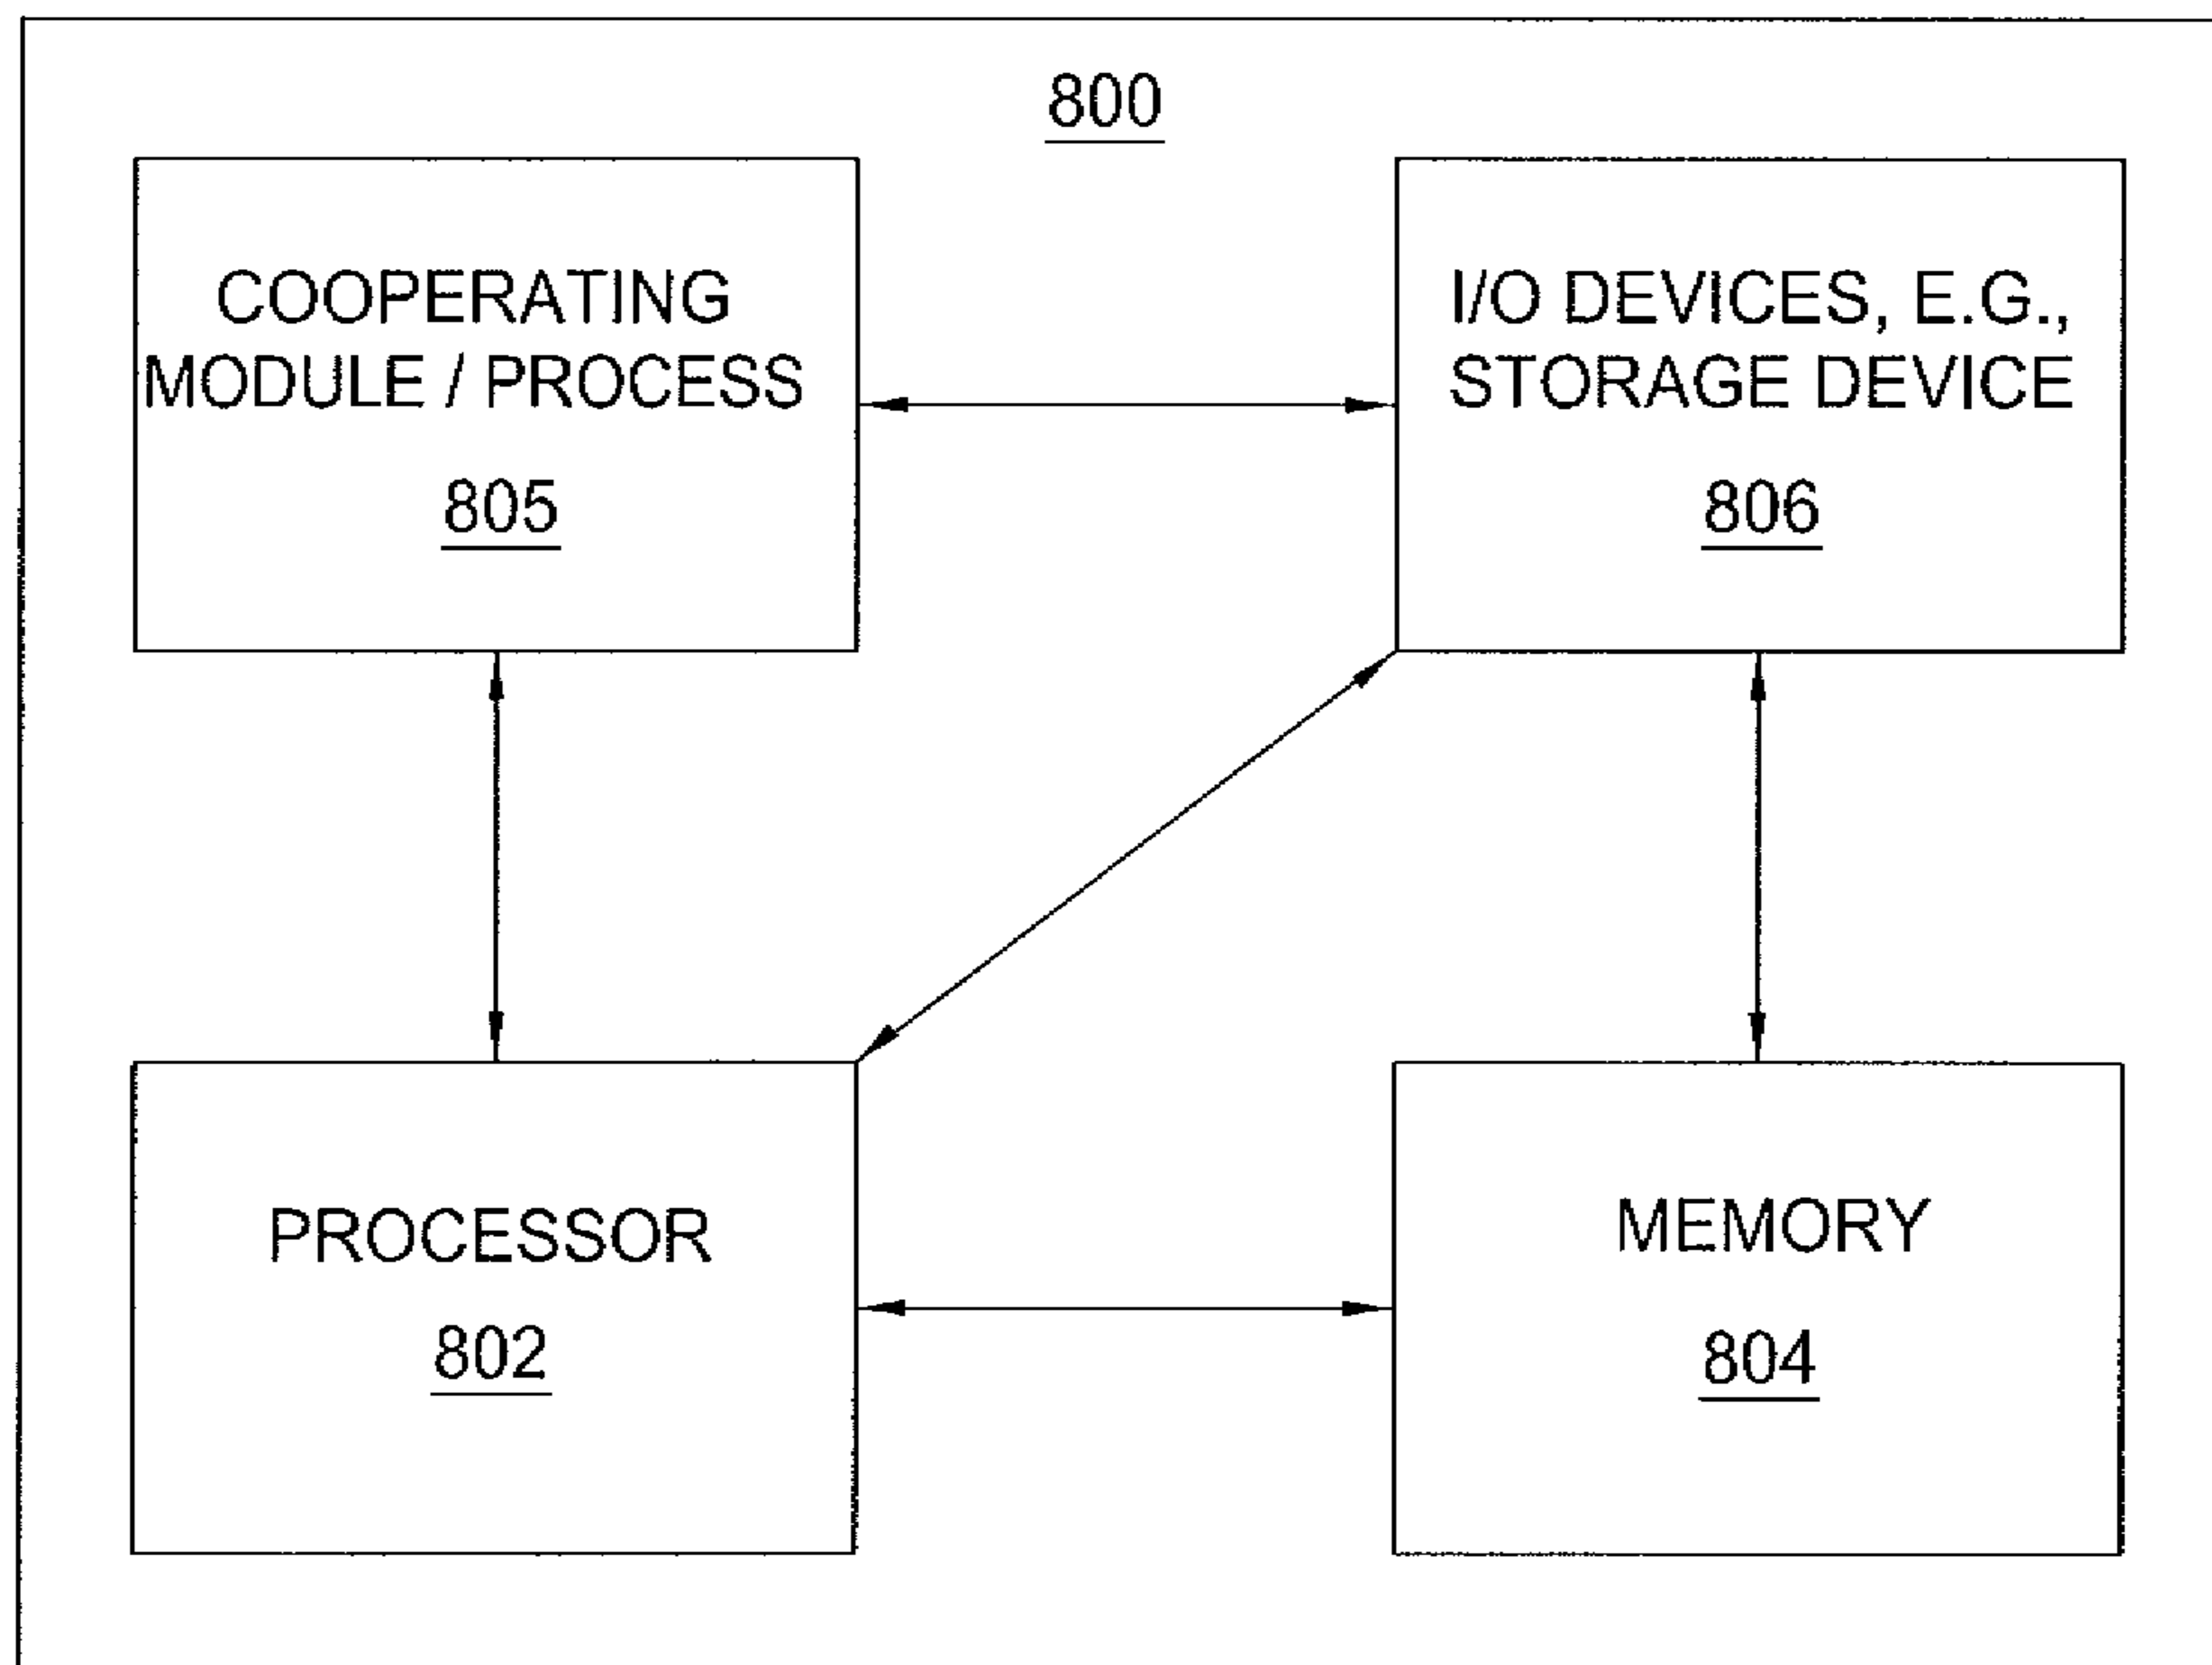 800
COOPERATING
MODULE / PROCESS
805
I/O DEVICES, E.G.,
STORAGE DEVICE
806
PROCESSOR
802
MEMORY
804